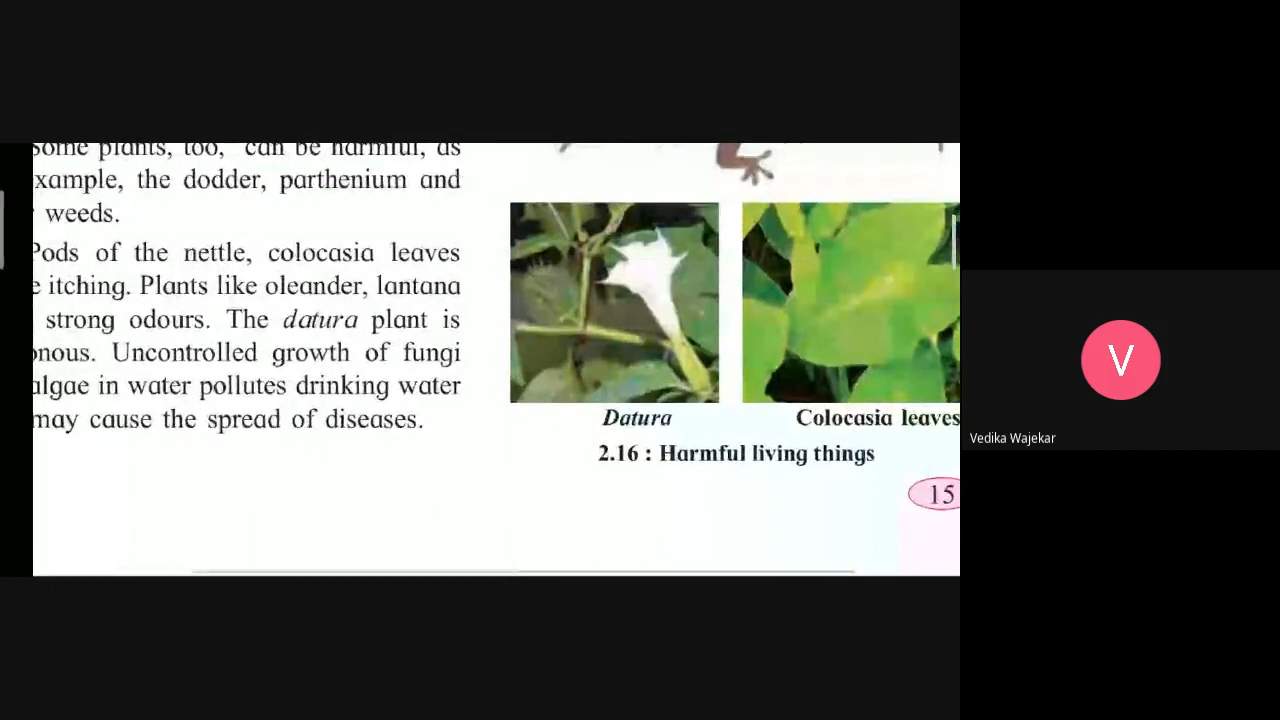 Some plants, too, can be harmful, as
xample, the dodder, parthenium and
weeds.
Pods of the nettle, colocasia leaves
e itching. Plants like oleander, lantana
strong odours. The datura plant is
onous. Uncontrolled growth of fungi
algae in water pollutes drinking water
may cause the spread of diseases.
Datura
Colocasia leaves
2.16 : Harmful living things
15
V
Vedika Wajekar